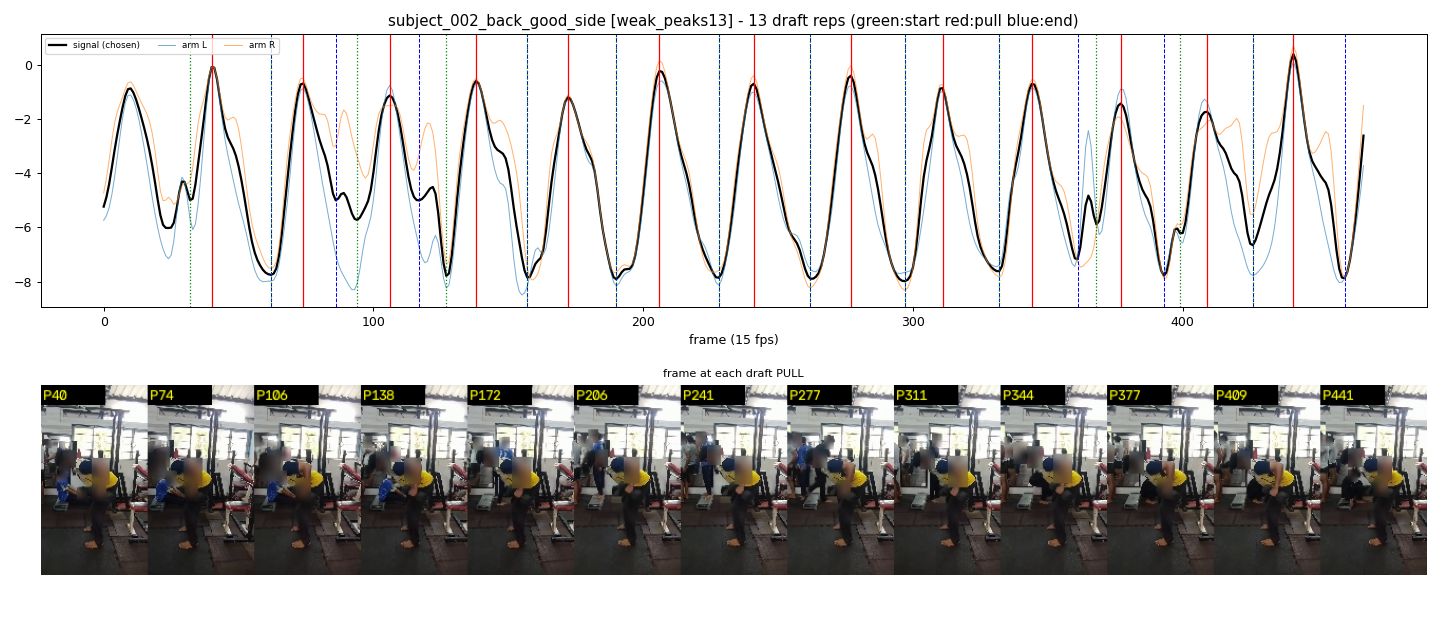 subject_002_back_good_side [weak_peaks13] - 13 draft reps (green:start red:pull blue:end)
signal (chosen) arm L arm R
0
−2
−4
−6
−8
0 100 200 300 400
frame (15 fps)
frame at each draft PULL
P40 P74 P106 P138 P172 P206 P241 P277 P311 P344 P377 P409 P441